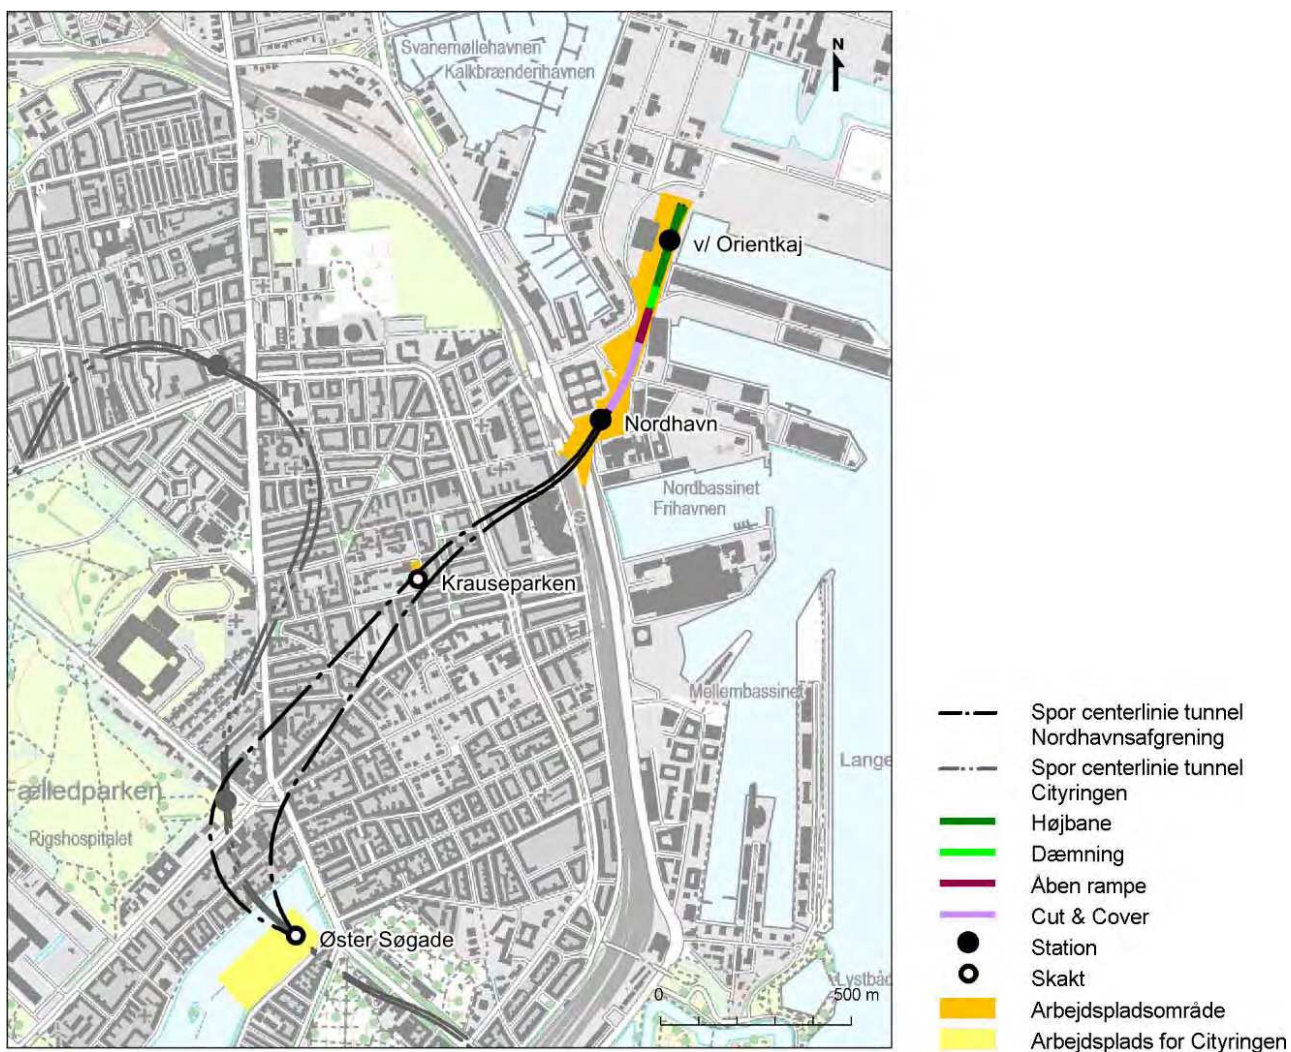 Svanemøllehavnen
Kalkbrænderihavnen
N
S
v/ Orientkaj
Nordhavn
Nordbassinet
Frihavnen
S
Krauseparken
Mellembassinet
Lange
Fælledparken
Rigshospitalet
Øster Søgade
Lystbåd
0 500 m
Spor centerlinie tunnel
Nordhavnsafgrening
Spor centerlinie tunnel
Cityringen
Højbane
Dæmning
Åben rampe
Cut & Cover
Station
Skakt
Arbejdspladsområde
Arbejdsplads for Cityringen